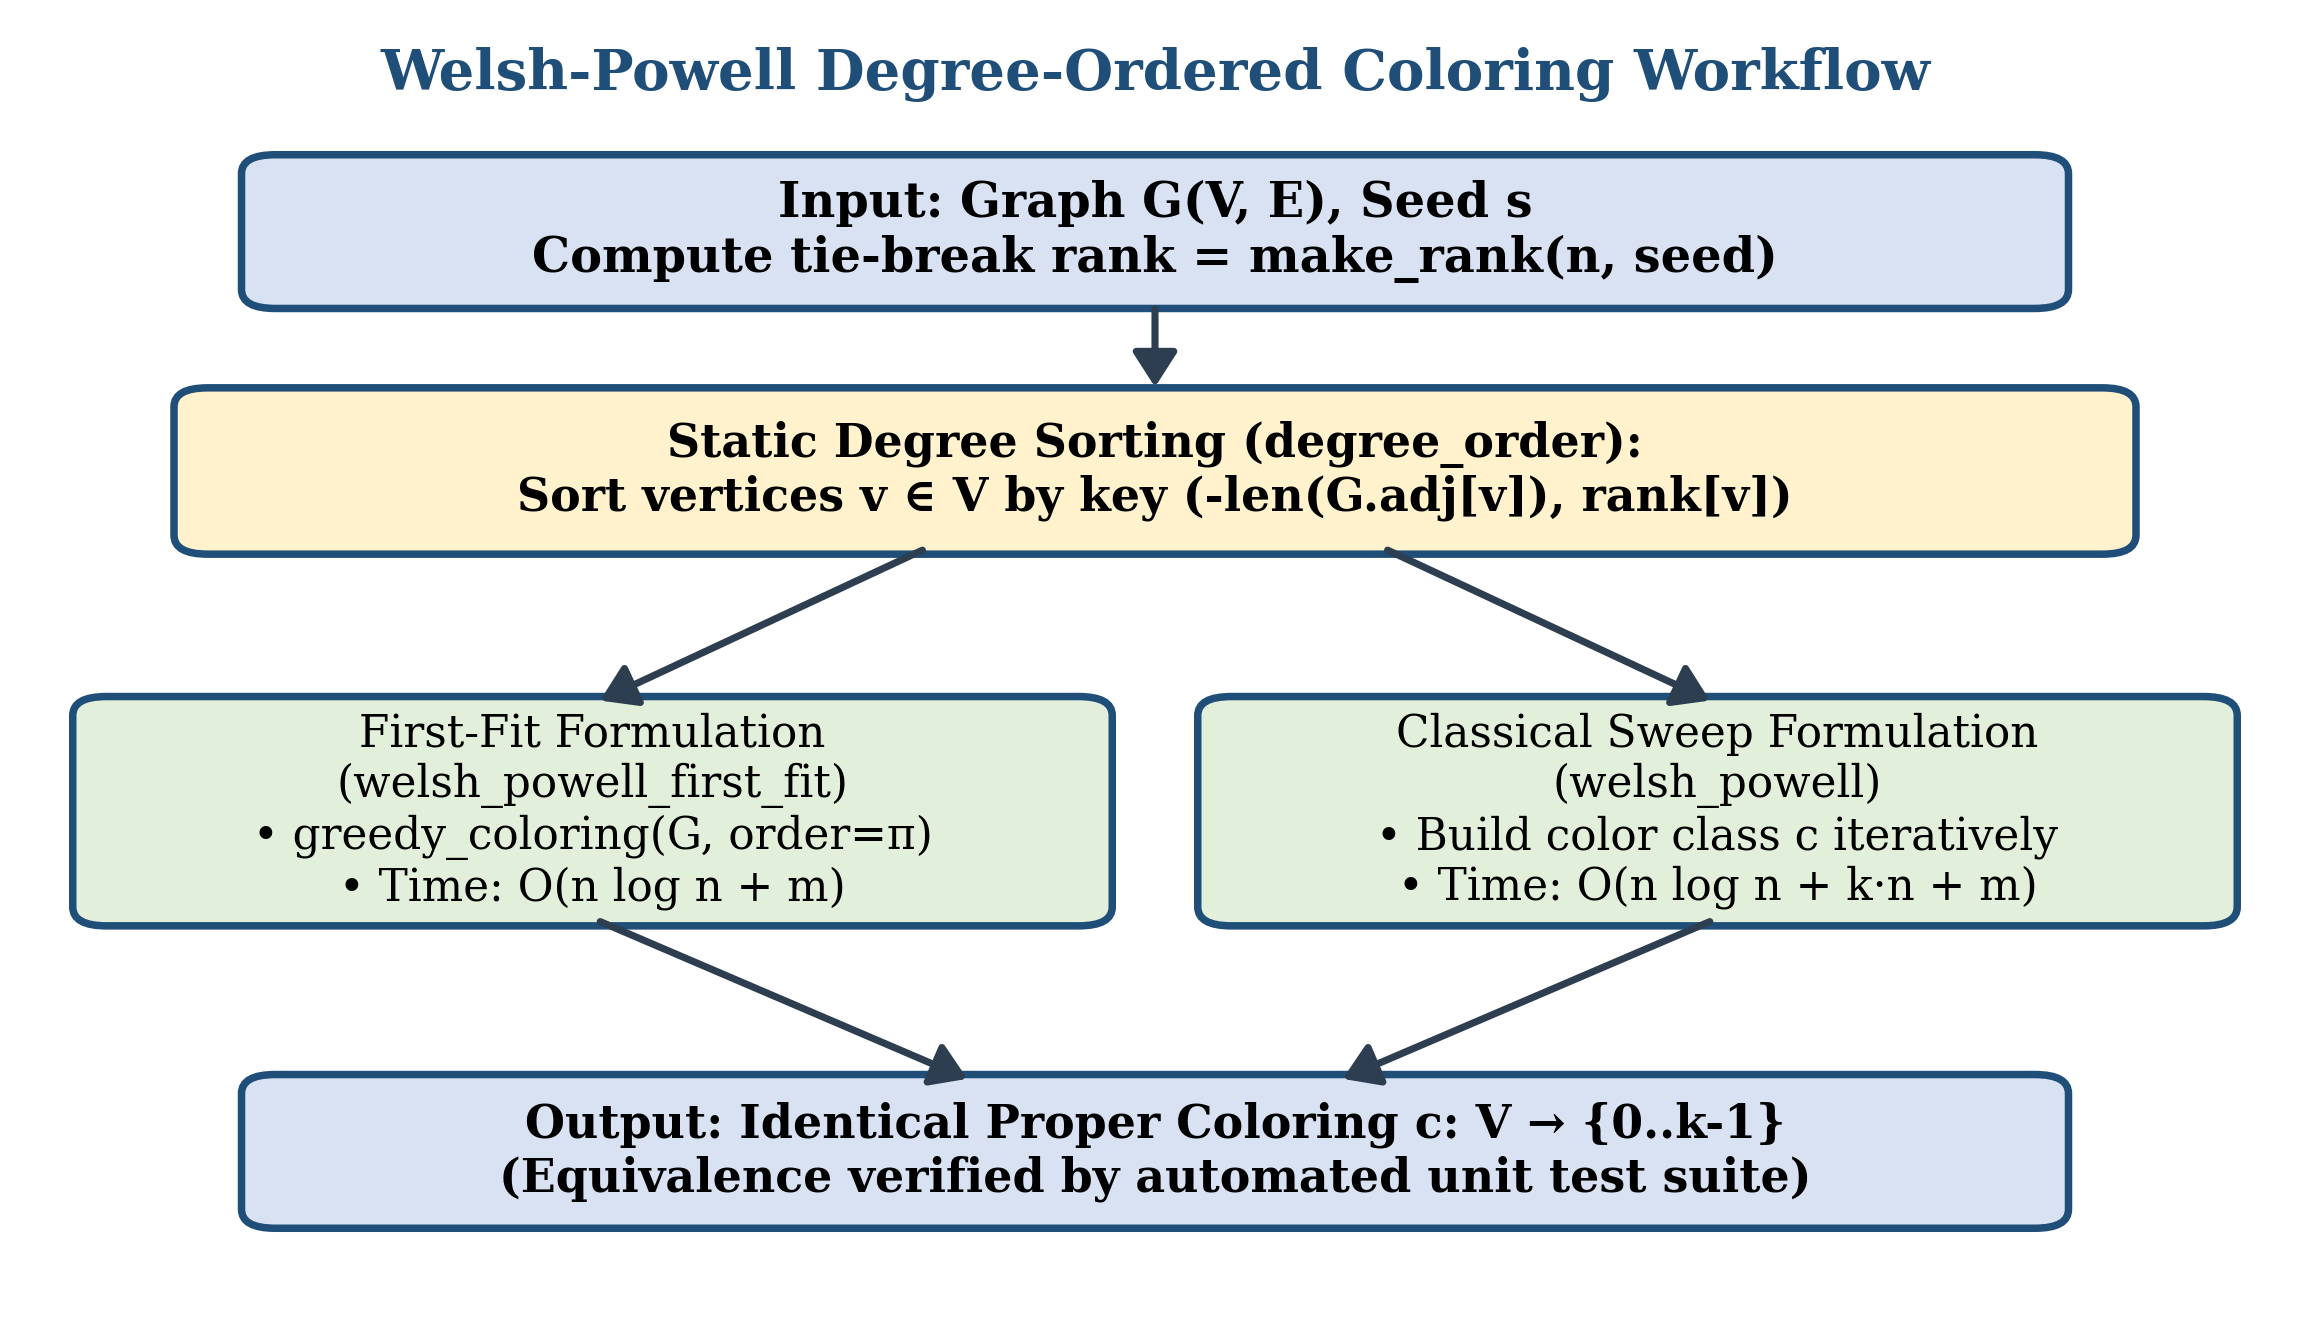 Welsh-Powell Degree-Ordered Coloring Workflow
Input: Graph G(V, E), Seed s
Compute tie-break rank = make_rank(n, seed)
Static Degree Sorting (degree_order):
Sort vertices v ∈ V by key (-len(G.adj[v]), rank[v])
First-Fit Formulation
(welsh_powell_first_fit)
• greedy_coloring(G, order=π)
• Time: O(n log n + m)
Classical Sweep Formulation
(welsh_powell)
• Build color class c iteratively
• Time: O(n log n + k·n + m)
Output: Identical Proper Coloring c: V → {0..k-1}
(Equivalence verified by automated unit test suite)